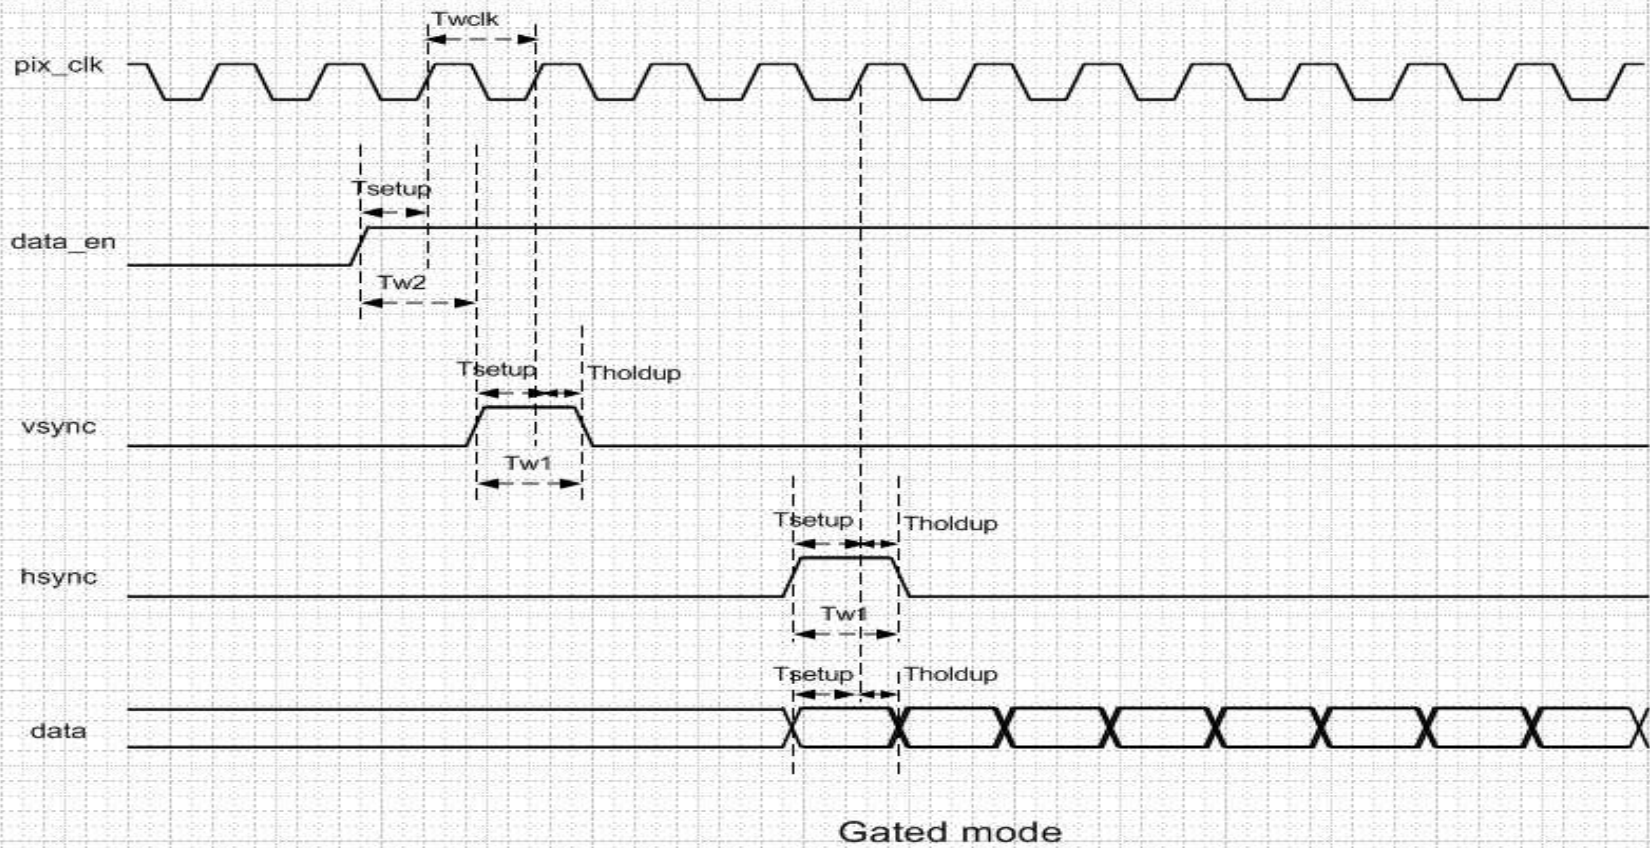 Twclk
pix_clk
Tsetup
data_en
Tw2
Tsetup Tholdup
vsync
Tw1
Tsetup Tholdup
hsync
Tw1
Tsetup Tholdup
data
Gated mode